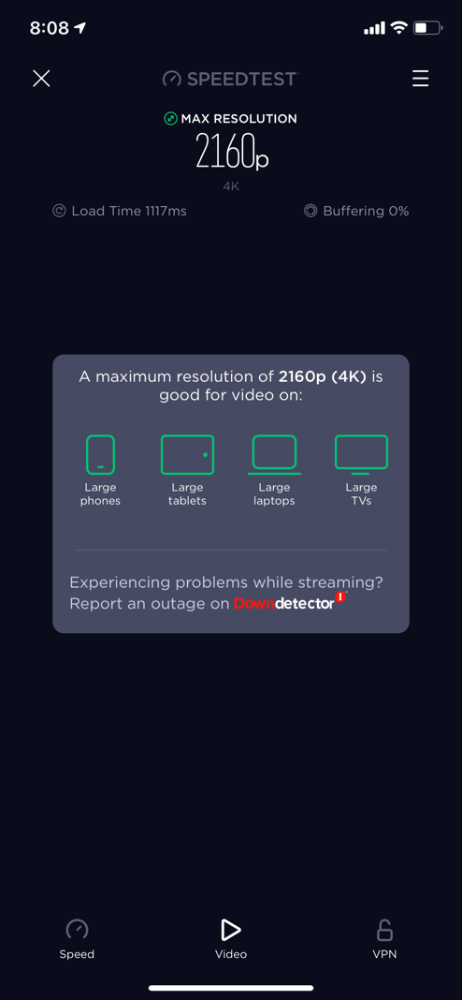 8:08
SPEEDTEST
MAX RESOLUTION
2160p
4K
Load Time 1117ms
Buffering 0%
A maximum resolution of 2160p (4K) is
good for video on:
Large
phones
Large
tablets
Large
laptops
Large
TVs
Experiencing problems while streaming?
Report an outage on Downdetector!
Speed
Video
VPN